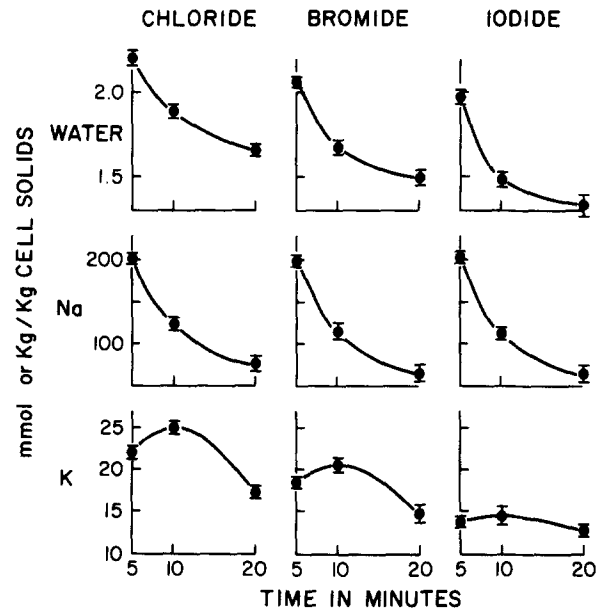 CHLORIDE BROMIDE IODIDE
mmol or Kg/Kg CELL SOLIDS
WATER
2.0
1.5
Na
200
100
K
25
20
15
10
5 10 20 5 10 20 5 10 20
TIME IN MINUTES